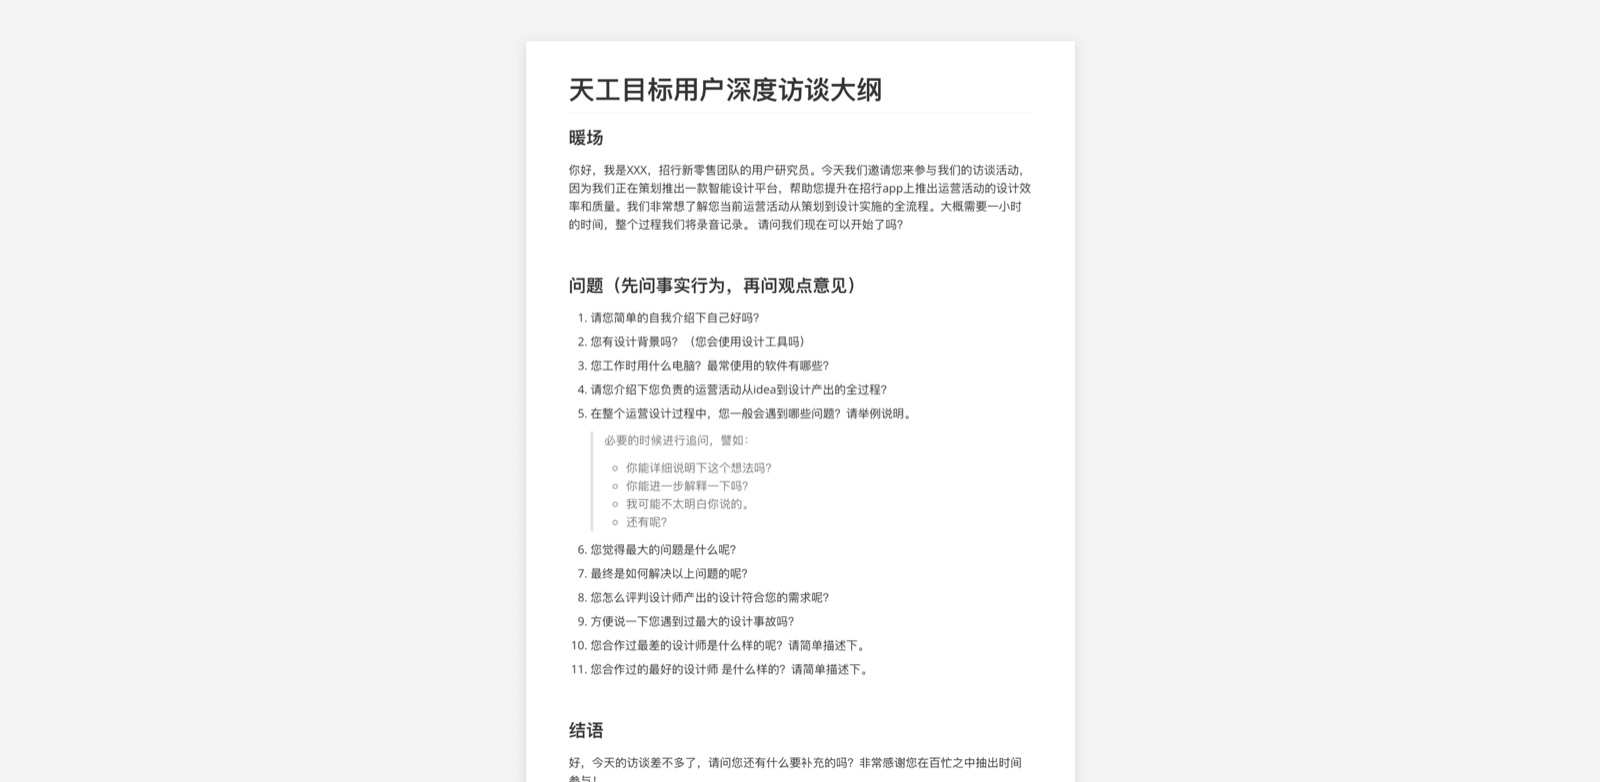 天工目标用户深度访谈大纲
暖场
你好，我是XXX，招行新零售团队的用户研究员。今天我们邀请您来参与我们的访谈活动，
因为我们正在策划推出一款智能设计平台，帮助您提升在招行app上推出运营活动的设计效
率和质量。我们非常想了解您当前运营活动从策划到设计实施的全流程。大概需要一小时
的时间，整个过程我们将录音记录。 请问我们现在可以开始了吗？
问题（先问事实行为，再问观点意见）
1. 请您简单的自我介绍下自己好吗？
2. 您有设计背景吗？（您会使用设计工具吗）
3. 您工作时用什么电脑？最常使用的软件有哪些？
4. 请您介绍下您负责的运营活动从idea到设计产出的全过程？
5. 在整个运营设计过程中，您一般会遇到哪些问题？请举例说明。
必要的时候进行追问，譬如：
○ 你能详细说明下这个想法吗？
○ 你能进一步解释一下吗？
○ 我可能不太明白你说的。
○ 还有呢？
6. 您觉得最大的问题是什么呢？
7. 最终是如何解决以上问题的呢？
8. 您怎么评判设计师产出的设计符合您的需求呢？
9. 方便说一下您遇到过最大的设计事故吗？
10. 您合作过最差的设计师是什么样的呢？请简单描述下。
11. 您合作过的最好的设计师 是什么样的？请简单描述下。
结语
好，今天的访谈差不多了，请问您还有什么要补充的吗？非常感谢您在百忙之中抽出时间
参与！